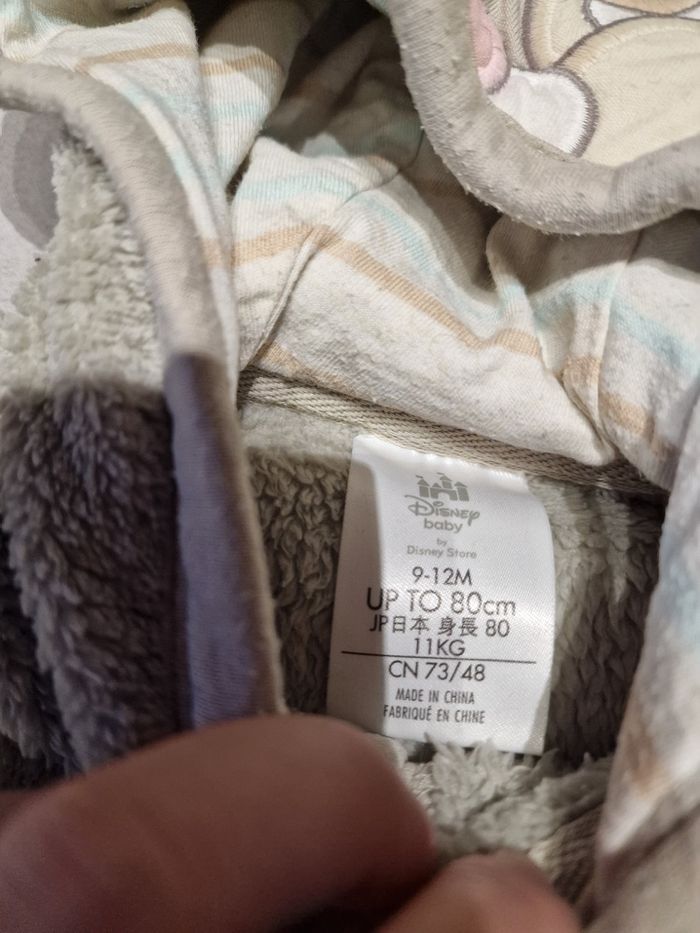 Disney
baby
by
Disney Store
9-12M
UP TO 80cm
JP日本 身長 80
11KG
CN 73/48
MADE IN CHINA
FABRIQUÉ EN CHINE